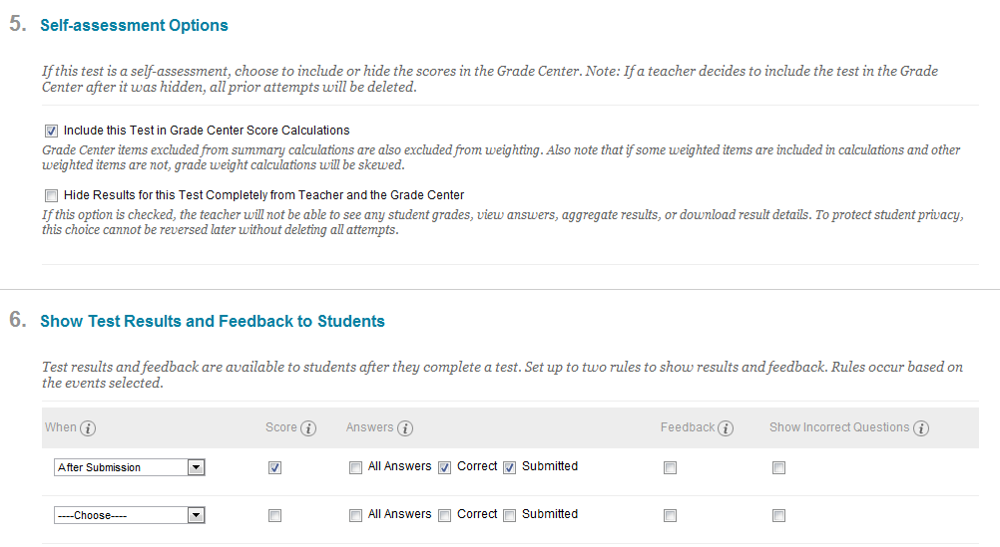 5. Self-assessment Options
If this test is a self-assessment, choose to include or hide the scores in the Grade Center. Note: If a teacher decides to include the test in the Grade
Center after it was hidden, all prior attempts will be deleted.
Include this Test in Grade Center Score Calculations
Grade Center items excluded from summary calculations are also excluded from weighting. Also note that if some weighted items are included in calculations and other
weighted items are not, grade weight calculations will be skewed.
Hide Results for this Test Completely from Teacher and the Grade Center
If this option is checked, the teacher will not be able to see any student grades, view answers, aggregate results, or download result details. To protect student privacy,
this choice cannot be reversed later without deleting all attempts.
6. Show Test Results and Feedback to Students
Test results and feedback are available to students after they complete a test. Set up to two rules to show results and feedback. Rules occur based on
the events selected.
When i Score i Answers i Feedback i Show Incorrect Questions i
After Submission All Answers Correct Submitted
----Choose---- All Answers Correct Submitted